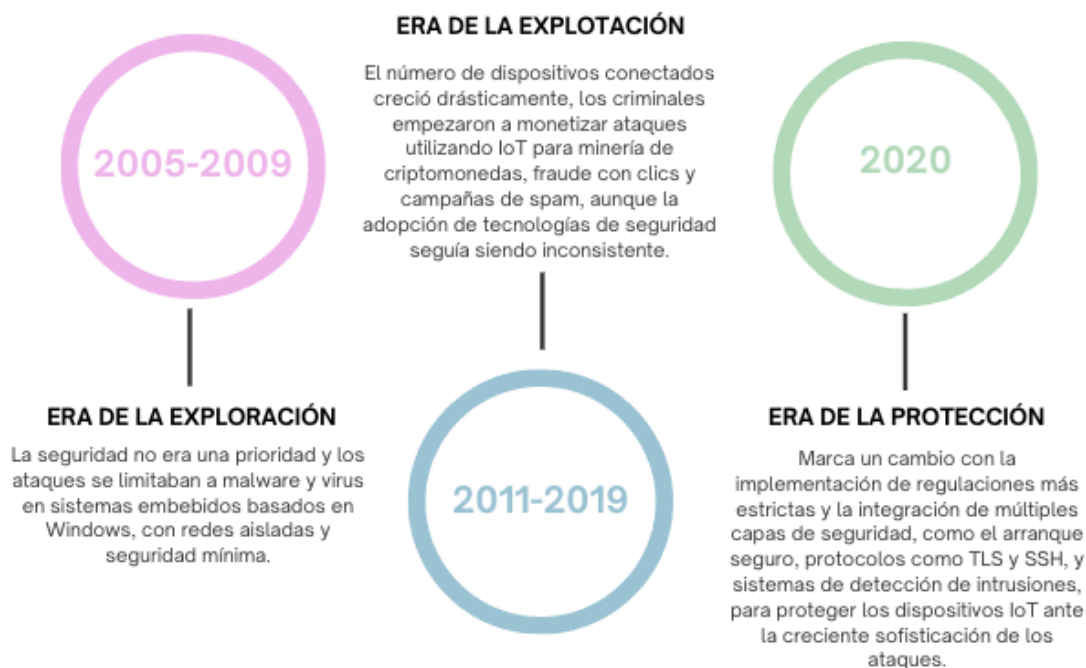 2005-2009
ERA DE LA EXPLORACIÓN
La seguridad no era una prioridad y los
ataques se limitaban a malware y virus
en sistemas embebidos basados en
Windows, con redes aisladas y
seguridad mínima.
ERA DE LA EXPLOTACIÓN
El número de dispositivos conectados
creció drásticamente, los criminales
empezaron a monetizar ataques
utilizando IoT para minería de
criptomonedas, fraude con clics y
campañas de spam, aunque la
adopción de tecnologías de seguridad
seguía siendo inconsistente.
2011-2019
2020
ERA DE LA PROTECCIÓN
Marca un cambio con la
implementación de regulaciones más
estrictas y la integración de múltiples
capas de seguridad, como el arranque
seguro, protocolos como TLS y SSH, y
sistemas de detección de intrusiones,
para proteger los dispositivos IoT ante
la creciente sofisticación de los
ataques.